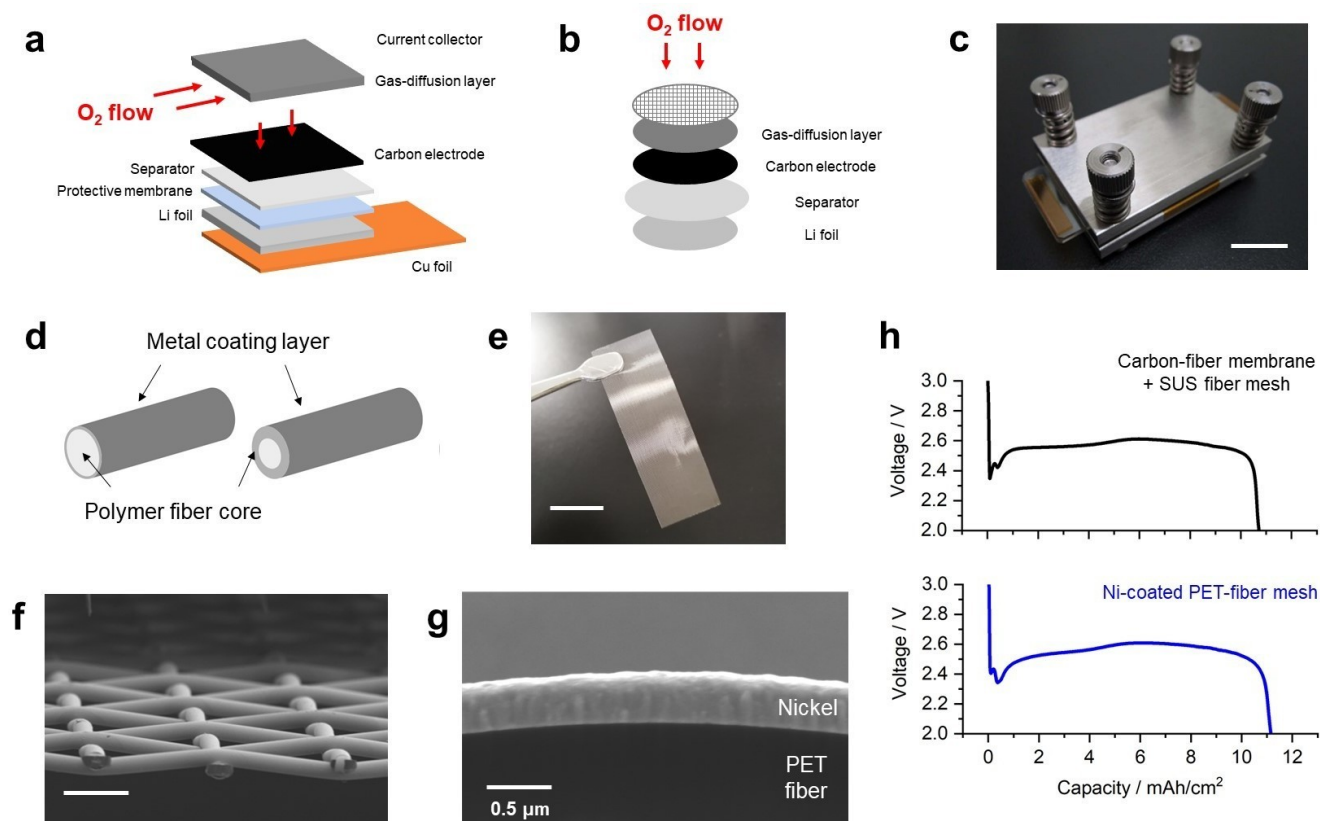 a
Current collector
Gas-diffusion layer
O₂ flow
Carbon electrode
Separator
Protective membrane
Li foil
Cu foil
b
O₂ flow
Gas-diffusion layer
Carbon electrode
Separator
Li foil
c
d
Metal coating layer
Polymer fiber core
e
f
g
Nickel
PET
fiber
0.5 µm
h
Carbon-fiber membrane
+ SUS fiber mesh
Voltage / V
3.0
2.8
2.6
2.4
2.2
2.0
Ni-coated PET-fiber mesh
Voltage / V
3.0
2.8
2.6
2.4
2.2
2.0
0 2 4 6 8 10 12
Capacity / mAh/cm²